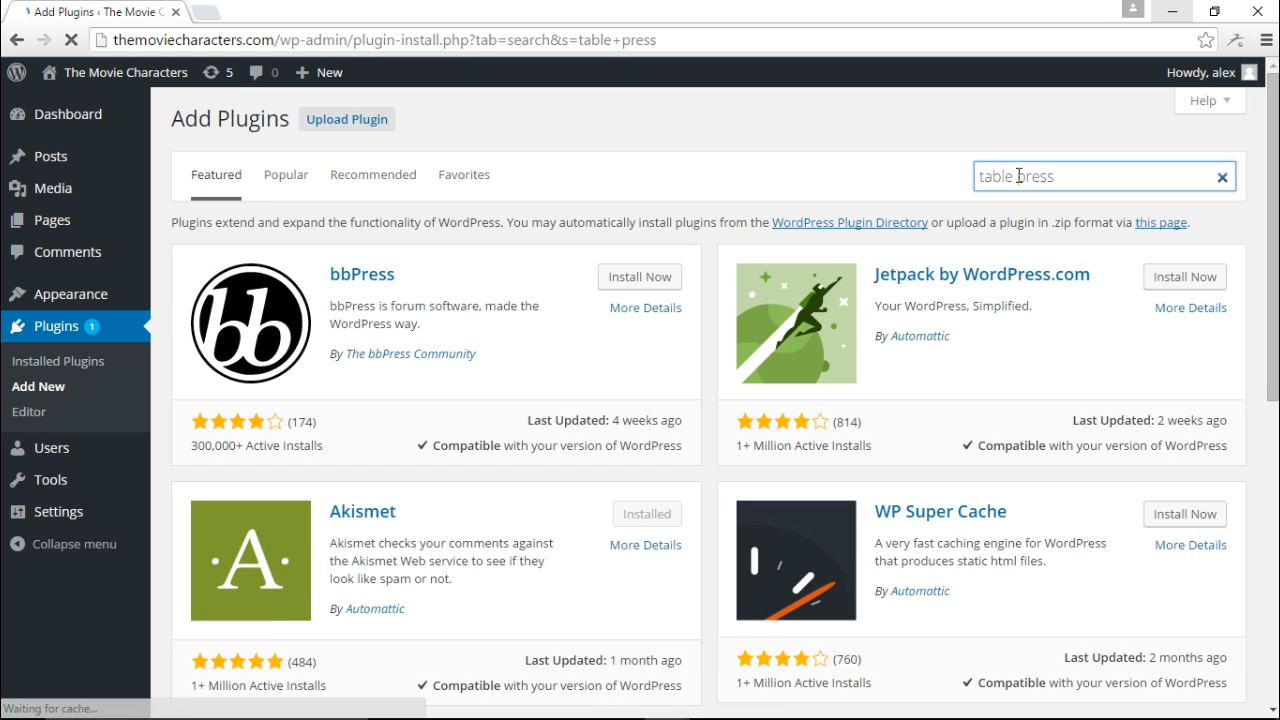 Add Plugins ‹ The Movie C
themoviecharacters.com/wp-admin/plugin-install.php?tab=search&s=table+press
The Movie Characters 5 0 New Howdy, alex
Dashboard
Posts
Media
Pages
Comments
Appearance
Plugins 1
Installed Plugins
Add New
Editor
Users
Tools
Settings
Collapse menu
Help
Add Plugins Upload Plugin
Featured Popular Recommended Favorites table press
Plugins extend and expand the functionality of WordPress. You may automatically install plugins from the WordPress Plugin Directory or upload a plugin in .zip format via this page.
bb
bbPress
Install Now
bbPress is forum software, made the
WordPress way.
More Details
By The bbPress Community
(174) Last Updated: 4 weeks ago
300,000+ Active Installs Compatible with your version of WordPress
Jetpack by WordPress.com
Install Now
Your WordPress, Simplified.
More Details
By Automattic
(814) Last Updated: 2 weeks ago
1+ Million Active Installs Compatible with your version of WordPress
·A·
Akismet
Installed
Akismet checks your comments against
the Akismet Web service to see if they
look like spam or not.
More Details
By Automattic
(484) Last Updated: 1 month ago
1+ Million Active Installs Compatible with your version of WordPress
WP Super Cache
Install Now
A very fast caching engine for WordPress
that produces static html files.
More Details
By Automattic
(760) Last Updated: 2 months ago
1+ Million Active Installs Compatible with your version of WordPress
Waiting for cache...